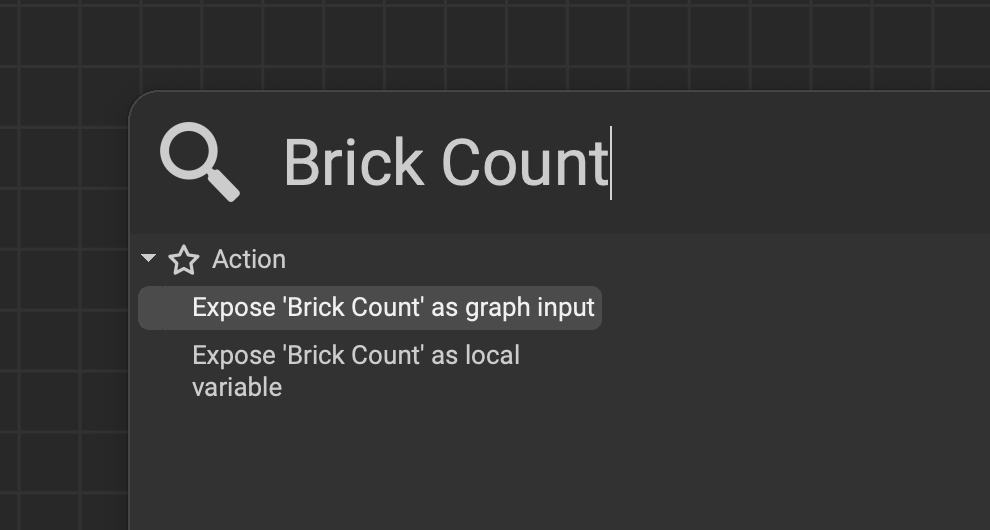 Brick Count
Action
Expose 'Brick Count' as graph input
Expose 'Brick Count' as local
variable